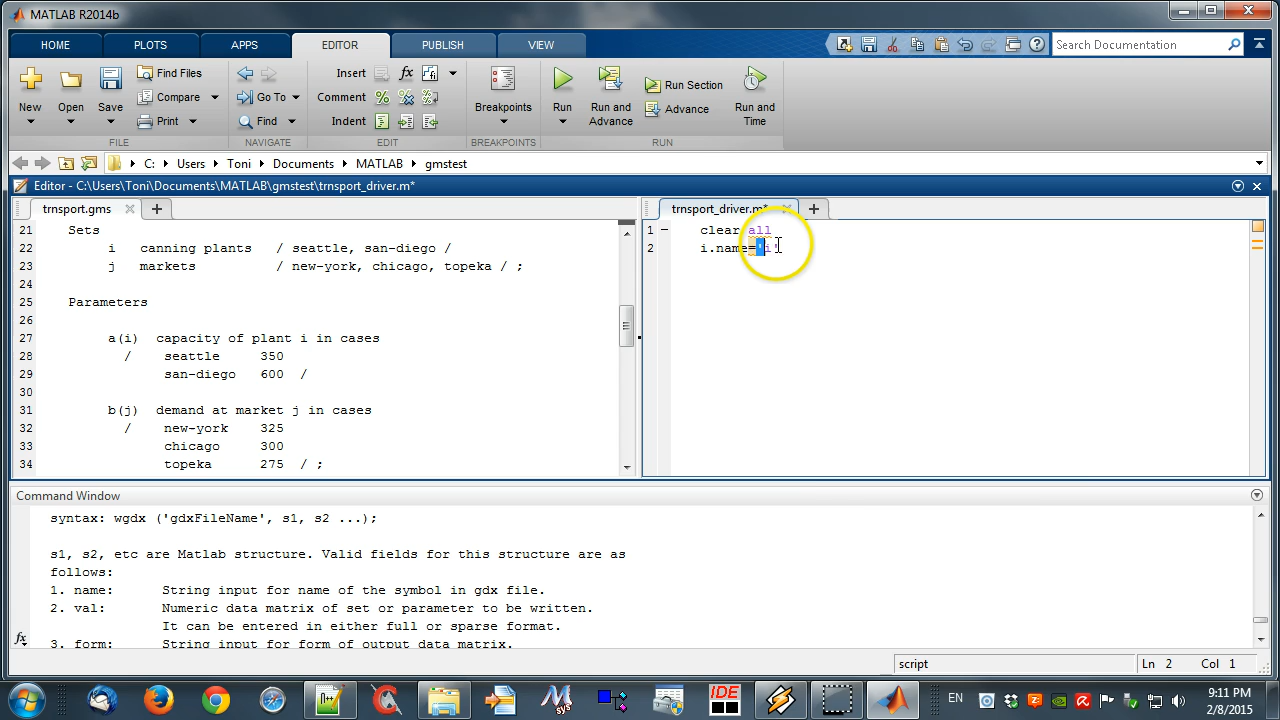 MATLAB R2014b
HOME PLOTS APPS EDITOR PUBLISH VIEW
Search Documentation
New Open Save Find Files Compare Print
Go To Find
Insert Comment Indent
Breakpoints
Run Run and Advance Run Section Advance Run and Time
FILE NAVIGATE EDIT BREAKPOINTS RUN
C: Users Toni Documents MATLAB gmstest
Editor - C:\Users\Toni\Documents\MATLAB\gmstest\trnsport_driver.m*
trnsport.gms
21 Sets
22 i canning plants / seattle, san-diego /
23 j markets / new-york, chicago, topeka / ;
24
25 Parameters
26
27 a(i) capacity of plant i in cases
28 / seattle 350
29 san-diego 600 /
30
31 b(j) demand at market j in cases
32 / new-york 325
33 chicago 300
34 topeka 275 / ;
trnsport_driver.m*
1 clear all
2 i.name='i'
Command Window
syntax: wgdx ('gdxFileName', s1, s2 ...);
s1, s2, etc are Matlab structure. Valid fields for this structure are as
follows:
1. name: String input for name of the symbol in gdx file.
2. val: Numeric data matrix of set or parameter to be written.
It can be entered in either full or sparse format.
3. form: String input for form of output data matrix.
fx
script Ln 2 Col 1
sys
IDE
EN
9:11 PM
2/8/2015